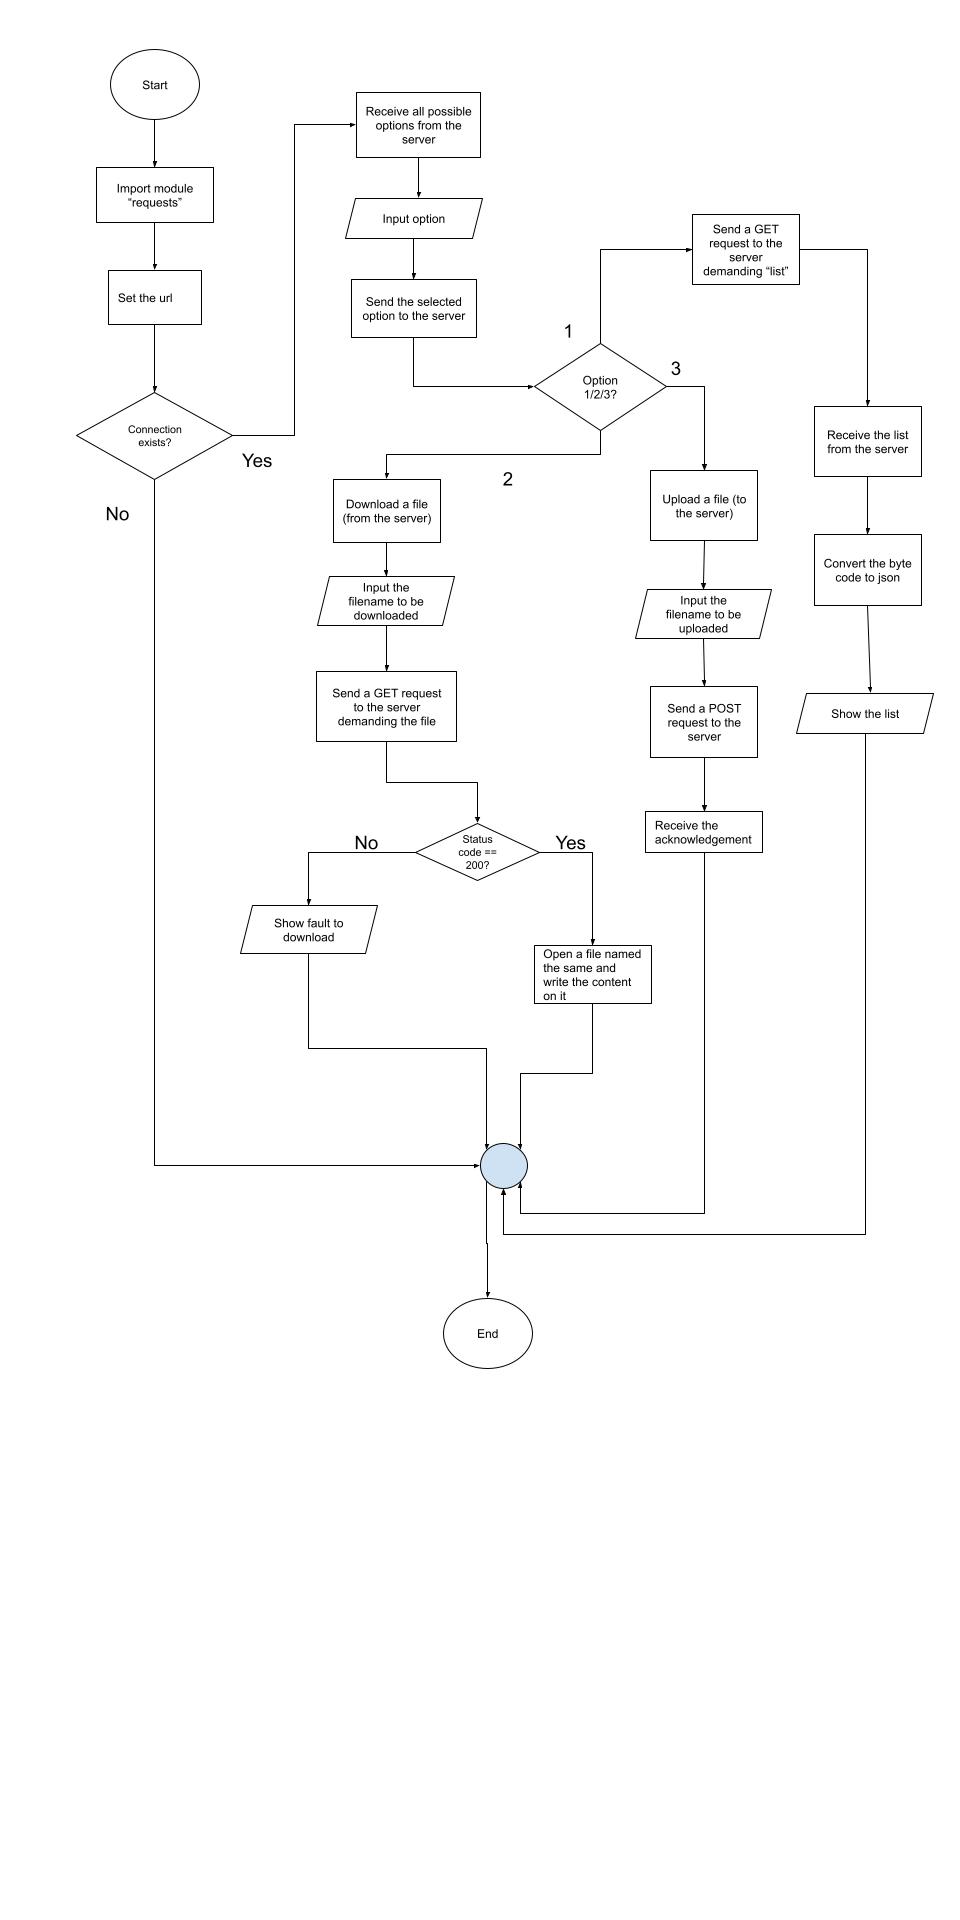 Start
Import module
“requests”
Set the url
Connection
exists?
Yes
No
Receive all possible
options from the
server
Input option
Send the selected
option to the server
Option
1/2/3?
1
3
2
Send a GET
request to the
server
demanding “list”
Receive the list
from the server
Convert the byte
code to json
Show the list
Download a file
(from the server)
Input the
filename to be
downloaded
Send a GET request
to the server
demanding the file
Status
code ==
200?
No
Yes
Show fault to
download
Open a file named
the same and
write the content
on it
Upload a file (to
the server)
Input the
filename to be
uploaded
Send a POST
request to the
server
Receive the
acknowledgement
End